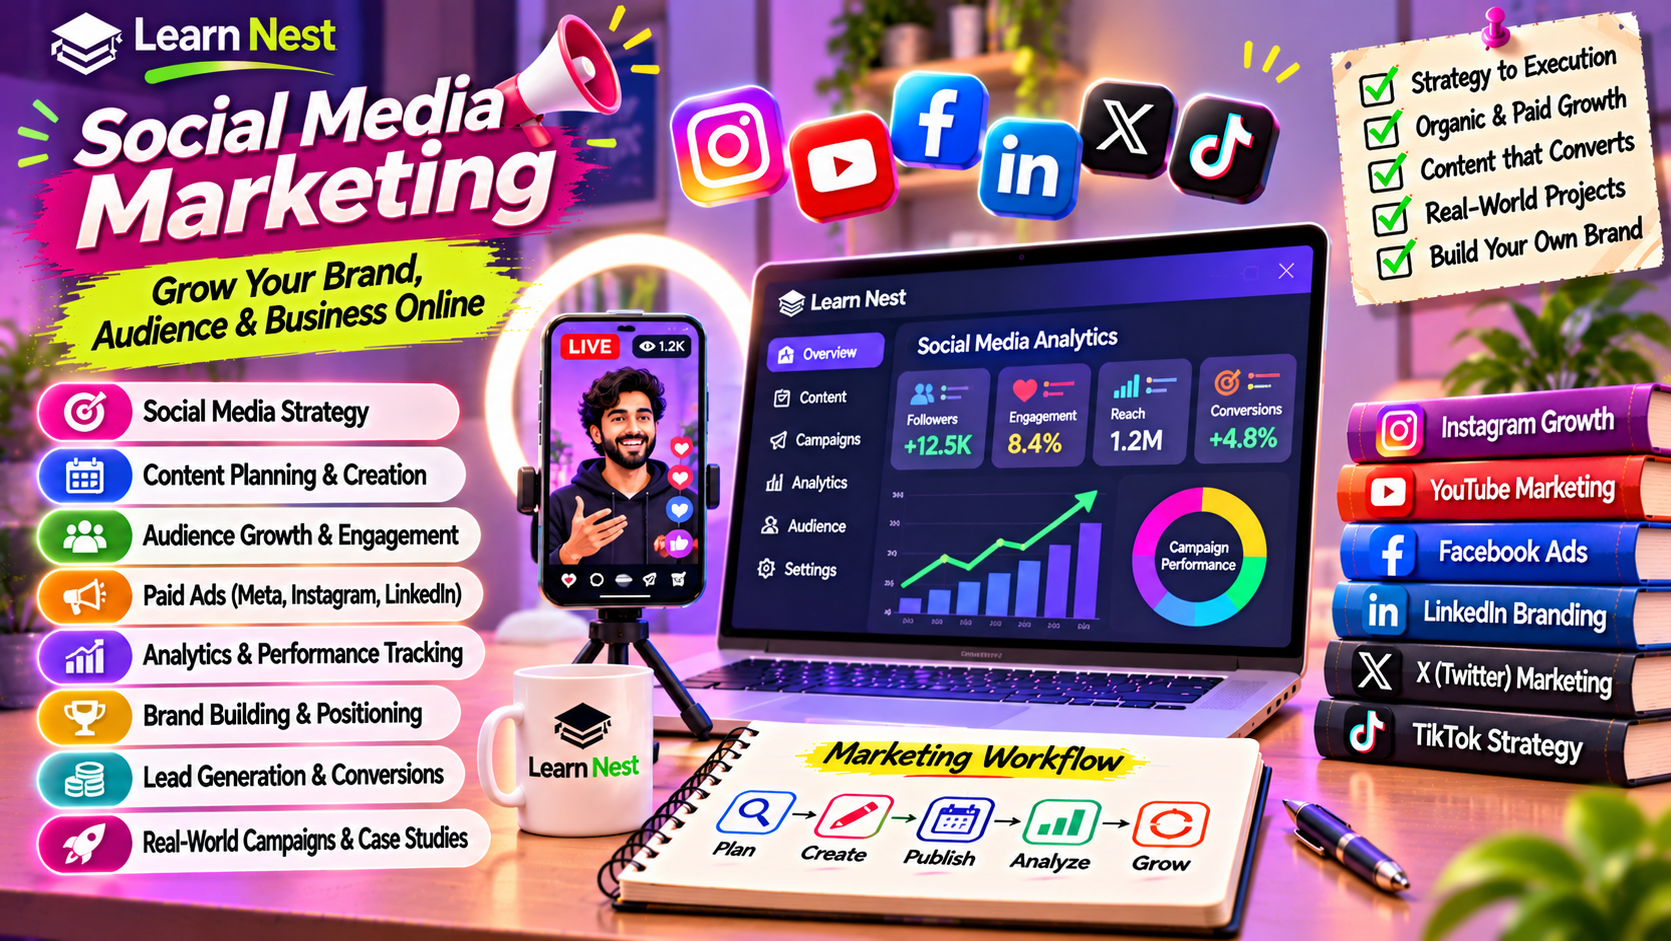 Learn Nest
Social Media
Marketing
Grow Your Brand,
Audience & Business Online
Social Media Strategy
Content Planning & Creation
Audience Growth & Engagement
Paid Ads (Meta, Instagram, LinkedIn)
Analytics & Performance Tracking
Brand Building & Positioning
Lead Generation & Conversions
Real-World Campaigns & Case Studies
LIVE
1.2K
Learn Nest
f
in
X
Strategy to Execution
Organic & Paid Growth
Content that Converts
Real-World Projects
Build Your Own Brand
Learn Nest
Overview
Content
Campaigns
Analytics
Audience
Settings
Social Media Analytics
Followers
+12.5K
Engagement
8.4%
Reach
1.2M
Conversions
+4.8%
Campaign
Performance
Instagram Growth
YouTube Marketing
f Facebook Ads
in LinkedIn Branding
X X (Twitter) Marketing
TikTok Strategy
Marketing Workflow
Plan
Create
Publish
Analyze
Grow